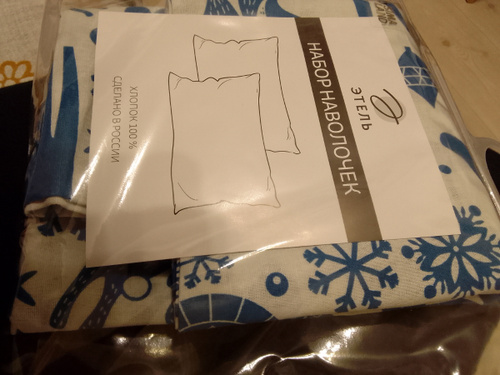 ЭТЕЛЬ
НАБОР НАВОЛОЧЕК
ХЛОПОК 100 %
СДЕЛАНО В РОССИИ